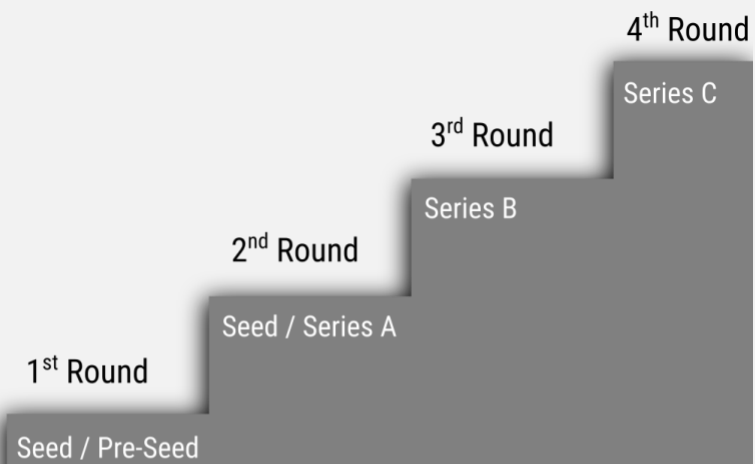 4th Round
Series C
3rd Round
Series B
2nd Round
Seed / Series A
1st Round
Seed / Pre-Seed